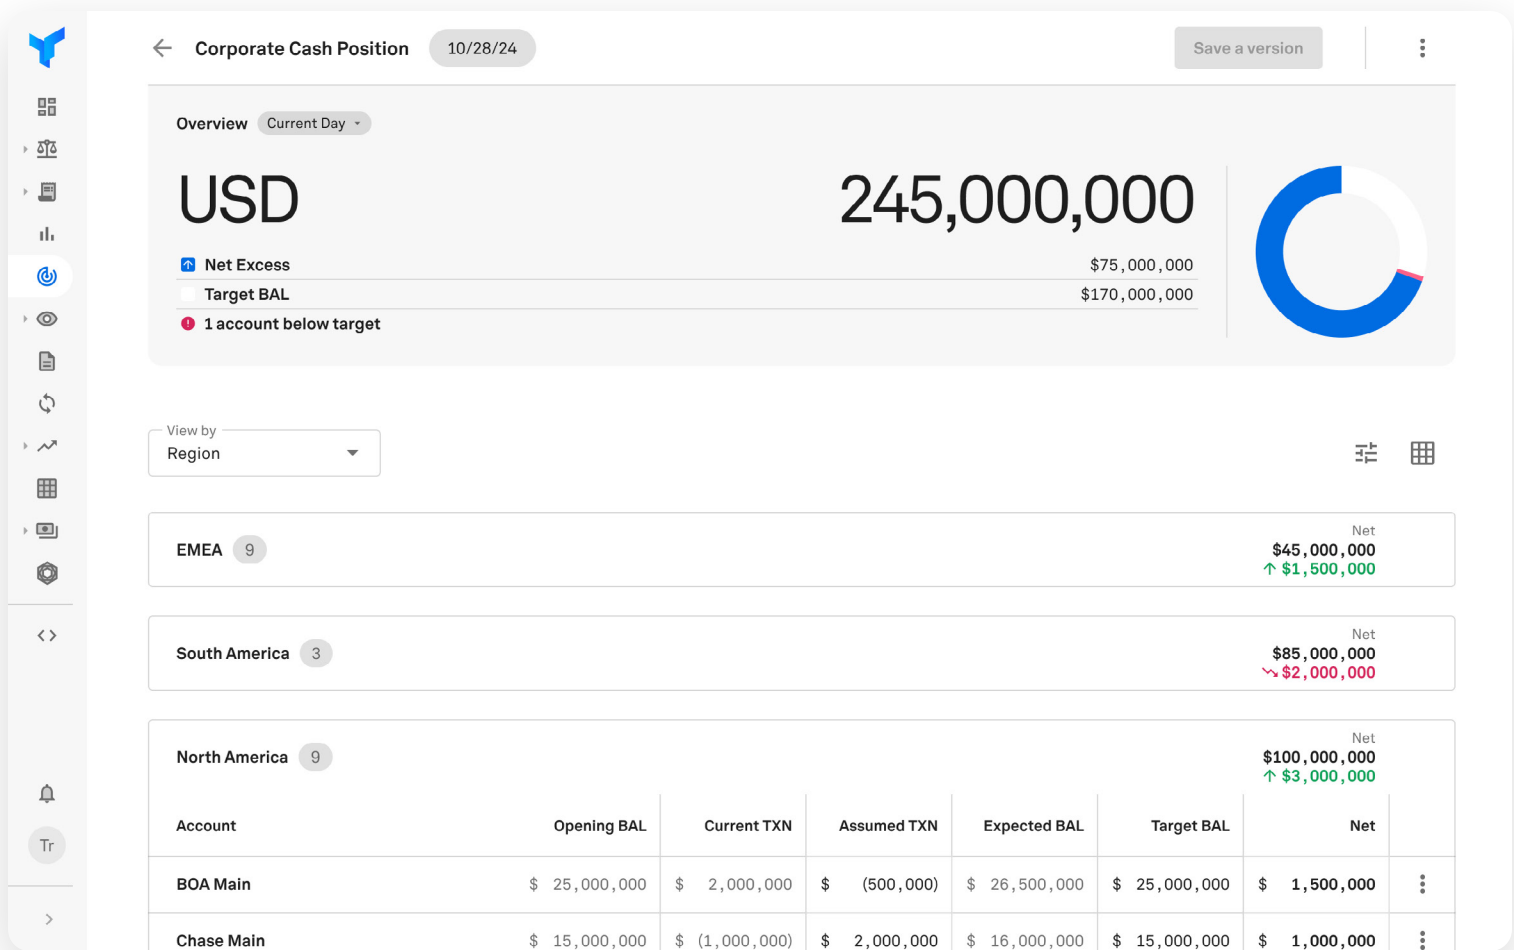 Corporate Cash Position 10/28/24 Save a version
Overview Current Day
USD 245,000,000
Net Excess $75,000,000
Target BAL $170,000,000
1 account below target
View by
Region
Net
EMEA 9 $45,000,000
$1,500,000
Net
South America 3 $85,000,000
$2,000,000
Net
North America 9 $100,000,000
$3,000,000
Account Opening BAL Current TXN Assumed TXN Expected BAL Target BAL Net
BOA Main $ 25,000,000 $ 2,000,000 $ (500,000) $ 26,500,000 $ 25,000,000 $ 1,500,000
Chase Main $ 15,000,000 $ (1,000,000) $ 2,000,000 $ 16,000,000 $ 15,000,000 $ 1,000,000
Tr